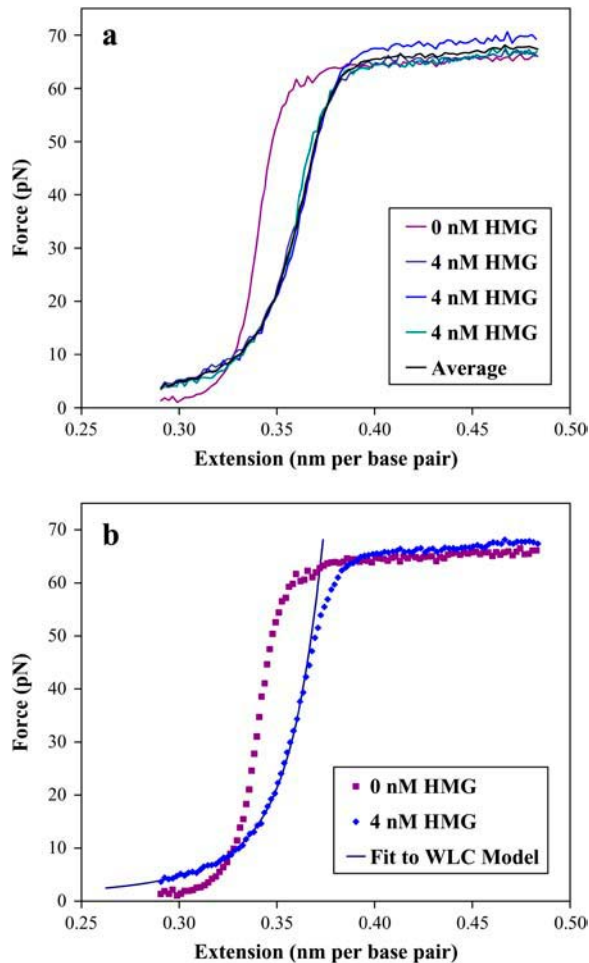 a
70
60
50
40
30
20
10
0
Force (pN)
0 nM HMG
4 nM HMG
4 nM HMG
4 nM HMG
Average
0.25 0.30 0.35 0.40 0.45 0.50
Extension (nm per base pair)
b
70
60
50
40
30
20
10
0
Force (pN)
0 nM HMG
4 nM HMG
Fit to WLC Model
0.25 0.30 0.35 0.40 0.45 0.50
Extension (nm per base pair)